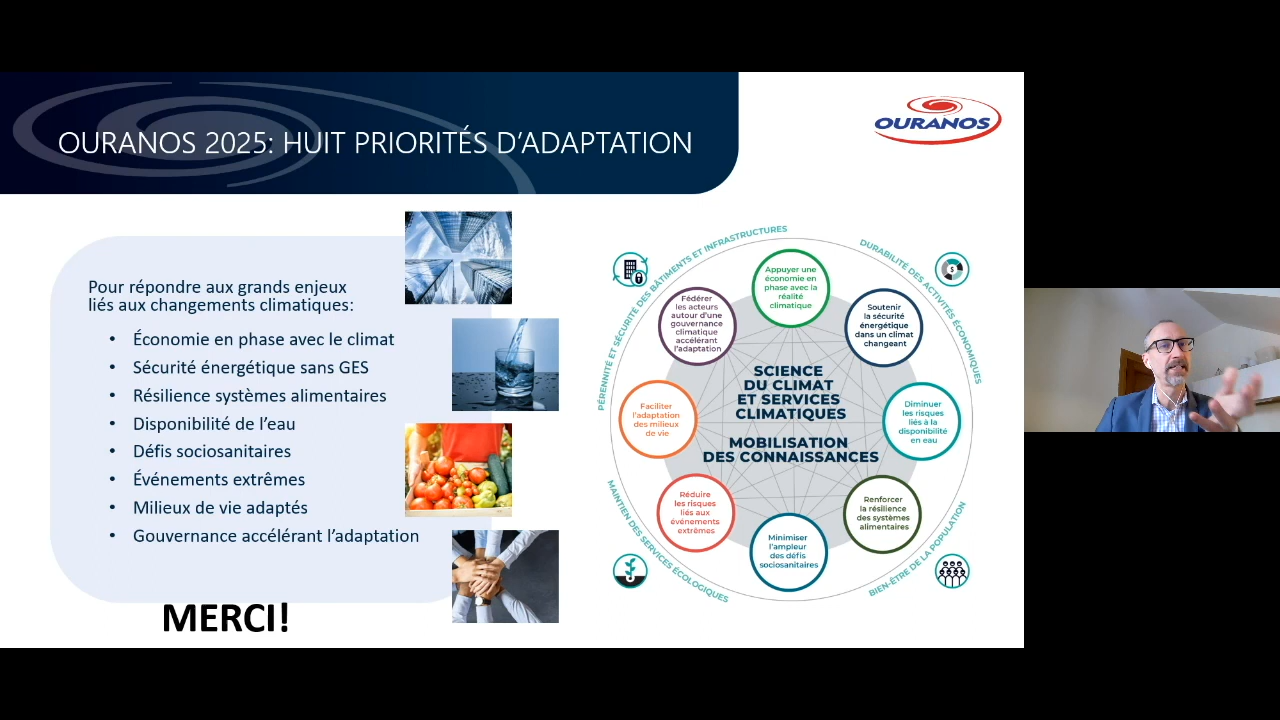 OURANOS 2025: HUIT PRIORITÉS D’ADAPTATION
OURANOS
Pour répondre aux grands enjeux
liés aux changements climatiques:
• Économie en phase avec le climat
• Sécurité énergétique sans GES
• Résilience systèmes alimentaires
• Disponibilité de l’eau
• Défis sociosanitaires
• Événements extrêmes
• Milieux de vie adaptés
• Gouvernance accélérant l’adaptation
MERCI!
PÉRENNITÉ ET SÉCURITÉ DES BÂTIMENTS ET INFRASTRUCTURES
DURABILITÉ DES ACTIVITÉS ÉCONOMIQUES
$
Appuyer une
économie en
phase avec la
réalité
climatique
Soutenir
la sécurité
énergétique
dans un climat
changeant
Diminuer
les risques
liés à la
disponibilité
en eau
Renforcer
la résilience
des systèmes
alimentaires
Minimiser
l’ampleur
des défis
sociosanitaires
Réduire
les risques
liés aux
événements
extrêmes
Faciliter
l’adaptation
des milieux
de vie
Fédérer
les acteurs
autour d’une
gouvernance
climatique
accélérant
l’adaptation
SCIENCE
DU CLIMAT
ET SERVICES
CLIMATIQUES
MOBILISATION
DES CONNAISSANCES
MAINTIEN DES SERVICES ÉCOLOGIQUES
BIEN-ÊTRE DE LA POPULATION